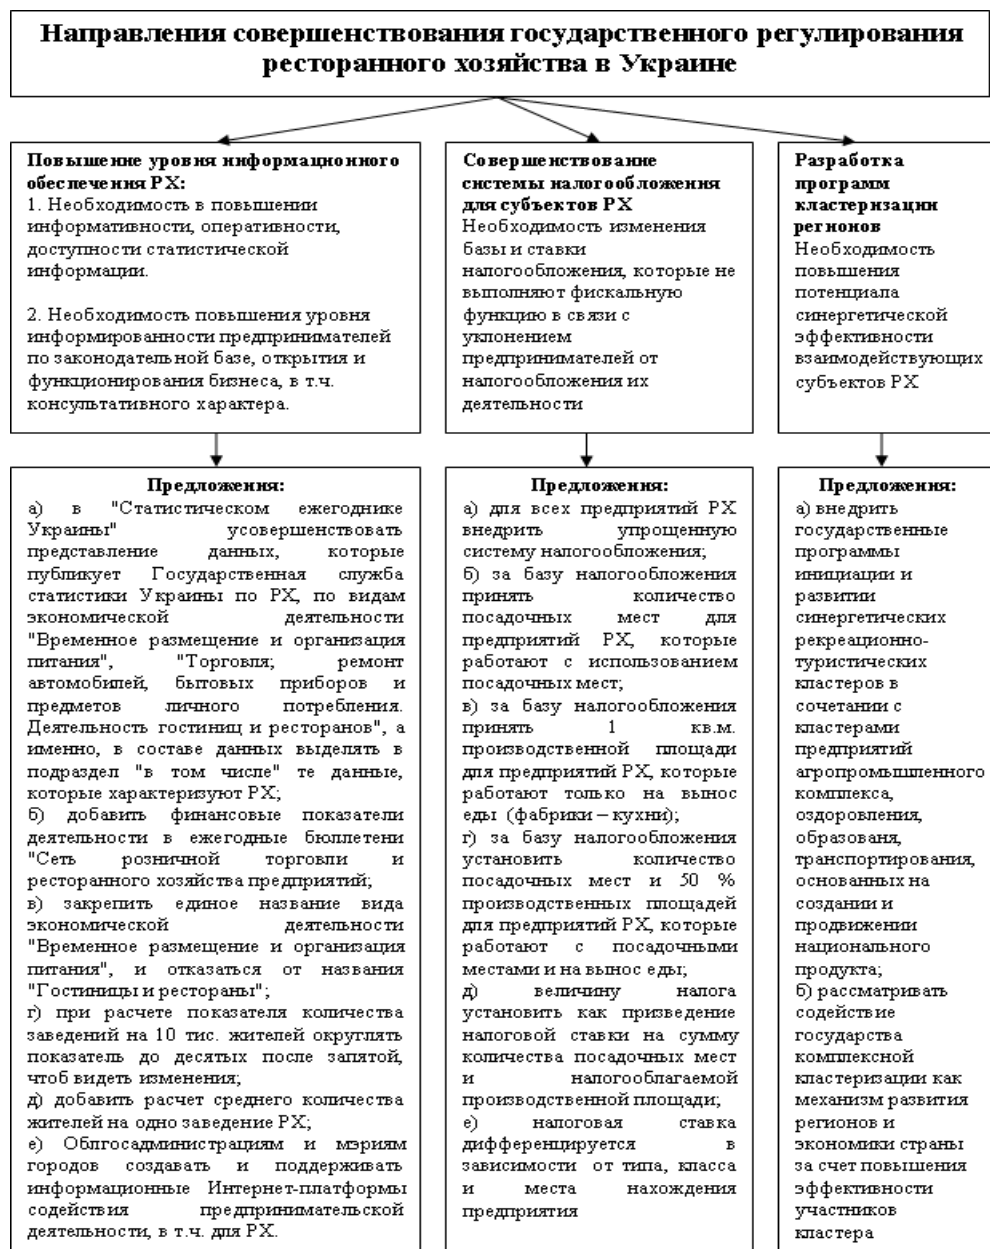 Направления совершенствования государственного регулирования
ресторанного хозяйства в Украине
Повышение уровня информационного
обеспечения РХ:
1. Необходимость в повышении
информативности, оперативности,
доступности статистической
информации.
2. Необходимость повышения уровня
информированности предпринимателей
по законодательной базе, открытия и
функционирования бизнеса, в т.ч.
консультативного характера.
Совершенствование
системы налогообложения
для субъектов РХ
Необходимость изменения
базы и ставки
налогообложения, которые не
выполняют фискальную
функцию в связи с
уклонением
предпринимателей от
налогообложения их
деятельности
Разработка
программ
кластеризации
регионов
Необходимость
повышения
потенциала
синергетической
эффективности
взаимодействующих
субъектов РХ
Предложения:
а) в "Статистическом ежегоднике
Украины" усовершенствовать
представление данных, которые
публикует Государственная служба
статистики Украины по РХ, по видам
экономической деятельности
"Временное размещение и организация
питания", "Торговля; ремонт
автомобилей, бытовых приборов и
предметов личного потребления.
Деятельность гостиниц и ресторанов", а
именно, в составе данных выделять в
подраздел "в том числе" те данные,
которые характеризуют РХ;
б) добавить финансовые показатели
деятельности в ежегодные бюллетени
"Сеть розничной торговли и
ресторанного хозяйства предприятий;
в) закрепить единое название вида
экономической деятельности
"Временное размещение и организация
питания", и отказаться от названия
"Гостиницы и рестораны";
г) при расчете показателя количества
заведений на 10 тис. жителей округлять
показатель до десятых после запятой,
чтоб видеть изменения;
д) добавить расчет среднего количества
жителей на одно заведение РХ;
е) Облгосадминистрациям и мэриям
городов создавать и поддерживать
информационные Интернет-платформы
содействия предпринимательской
деятельности, в т.ч. для РХ.
Предложения:
а) для всех предприятий РХ
внедрить упрощенную
систему налогообложения;
б) за базу налогообложения
принять количество
посадочных мест для
предприятий РХ, которые
работают с использованием
посадочных мест;
в) за базу налогообложения
принять 1 кв.м.
производственной площади
для предприятий РХ, которые
работают только на вынос
еды (фабрики – кухни);
г) за базу налогообложения
установить количество
посадочных мест и 50 %
производственных площадей
для предприятий РХ, которые
работают с посадочными
местами и на вынос еды;
д) величину налога
установить как призведение
налоговой ставки на сумму
количества посадочных мест
и налогооблагаемой
производственной площади;
е) налоговая ставка
дифференцируется в
зависимости от типа, класса
и места нахождения
предприятия
Предложения:
а) внедрить
государственные
программы
инициации и
развитии
синергетических
рекреационно-
туристических
кластеров в
сочетании с
кластерами
предприятий
агропромышленного
комплекса,
оздоровления,
образованя,
транспортирования,
основанных на
создании и
продвижении
национального
продукта;
б) рассматривать
содействие
государства
комплексной
кластеризации как
механизм развития
регионов и
экономики страны
за счет повышения
эффективности
участников
кластера